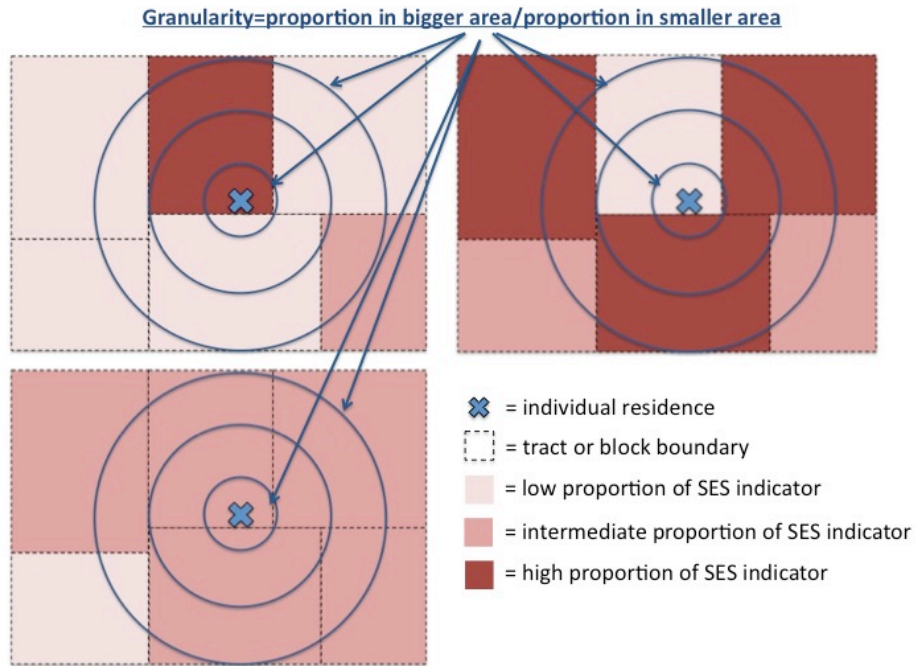 Granularity=proportion in bigger area/proportion in smaller area
= individual residence
= tract or block boundary
= low proportion of SES indicator
= intermediate proportion of SES indicator
= high proportion of SES indicator